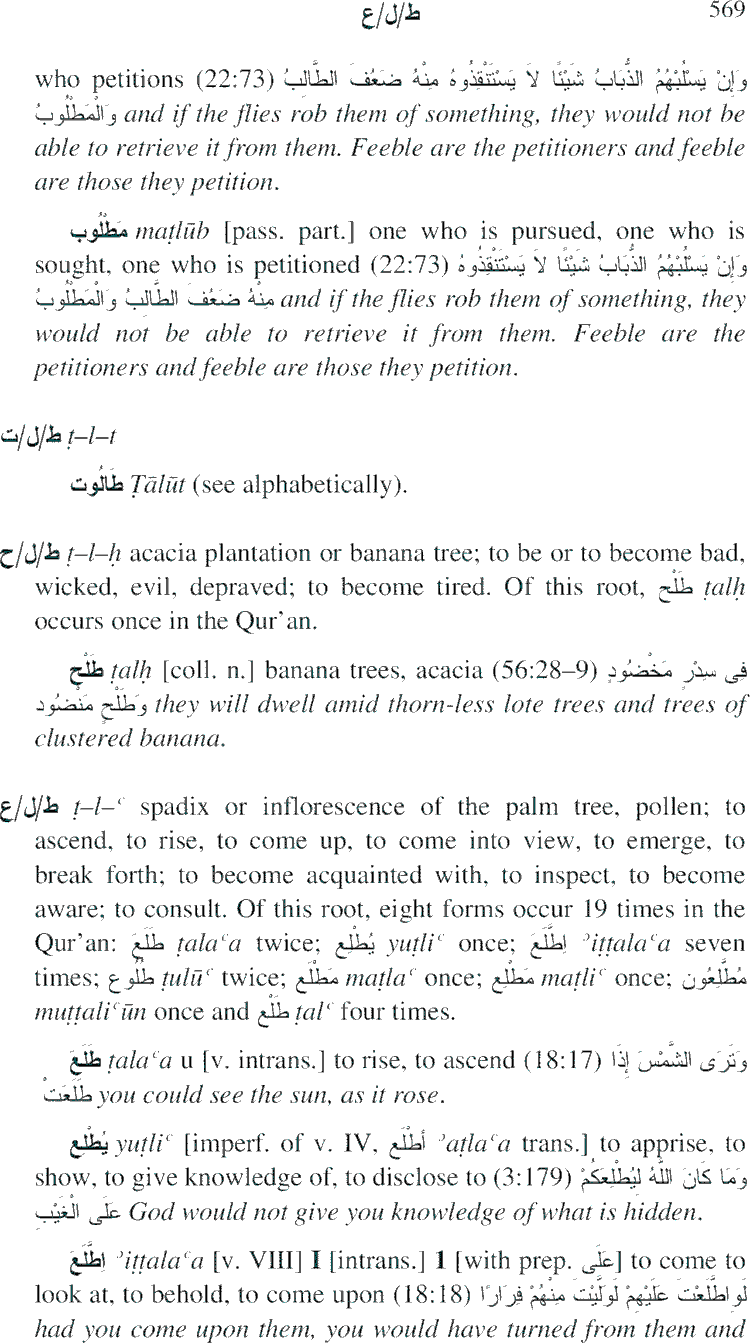 ط/ل/ع 569
who petitions (22:73) وَإِنْ يَسْلُبْهُمُ الذُّبَابُ شَيْئًا لاَ يَسْتَنْقِذُوهُ مِنْهُ ضَعُفَ الطَّالِبُ
وَالْمَطْلُوبُ and if the flies rob them of something, they would not be
able to retrieve it from them. Feeble are the petitioners and feeble
are those they petition.
مَطْلُوب maṭlūb [pass. part.] one who is pursued, one who is
sought, one who is petitioned (22:73) وَإِنْ يَسْلُبْهُمُ الذُّبَابُ شَيْئًا لاَ يَسْتَنْقِذُوهُ
مِنْهُ ضَعُفَ الطَّالِبُ وَالْمَطْلُوبُ and if the flies rob them of something, they
would not be able to retrieve it from them. Feeble are the
petitioners and feeble are those they petition.
ط/ل/ت ṭ–l–t
طَالُوت Ṭālūt (see alphabetically).
ط/ل/ح ṭ–l–ḥ acacia plantation or banana tree; to be or to become bad,
wicked, evil, depraved; to become tired. Of this root, طَلْح ṭalḥ
occurs once in the Qur’an.
طَلْح ṭalḥ [coll. n.] banana trees, acacia (56:28–9) فِى سِدْرٍ مَخْضُودٍ
وَطَلْحٍ مَنْضُود they will dwell amid thorn-less lote trees and trees of
clustered banana.
ط/ل/ع ṭ–l–ʿ spadix or inflorescence of the palm tree, pollen; to
ascend, to rise, to come up, to come into view, to emerge, to
break forth; to become acquainted with, to inspect, to become
aware; to consult. Of this root, eight forms occur 19 times in the
Qur’an: طَلَعَ ṭalaʿa twice; يُطْلِع yuṭliʿ once; اِطَّلَعَ ʾiṭṭalaʿa seven
times; طُلُوع ṭulūʿ twice; مَطْلَع maṭlaʿ once; مَطْلِع maṭliʿ once; مُطَّلِعُون
muṭṭaliʿūn once and طَلْع ṭalʿ four times.
طَلَعَ ṭalaʿa u [v. intrans.] to rise, to ascend (18:17) وَتَرَى الشَّمْسَ إِذَا
طَلَعَتْ you could see the sun, as it rose.
يُطْلِع yuṭliʿ [imperf. of v. IV, أَطْلَع ʾaṭlaʿa trans.] to apprise, to
show, to give knowledge of, to disclose to (3:179) وَمَا كَانَ اللَّهُ لِيُطْلِعَكُمْ
عَلَى الْغَيْبِ God would not give you knowledge of what is hidden.
اِطَّلَعَ ʾiṭṭalaʿa [v. VIII] I [intrans.] 1 [with prep. عَلَى] to come to
look at, to behold, to come upon (18:18) لَوِ اطَّلَعْتَ عَلَيْهِمْ لَوَلَّيْتَ مِنْهُمْ فِرَارًا
had you come upon them, you would have turned from them and